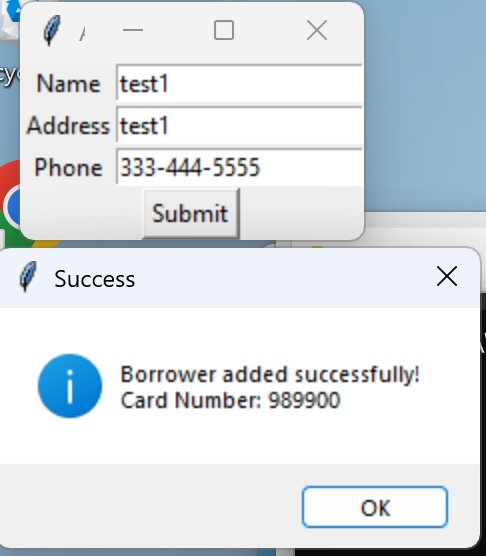 Name test1
Address test1
Phone 333-444-5555
Submit
Success
Borrower added successfully!
Card Number: 989900
OK